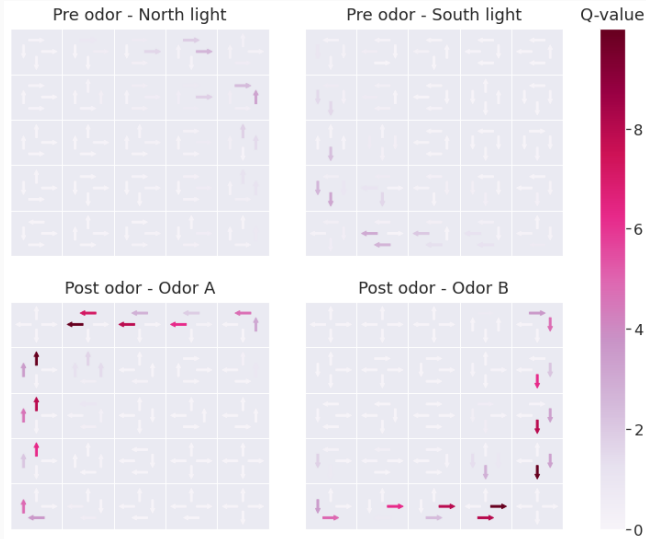 Pre odor - North light
Pre odor - South light
Q-value
8
6
4
2
0
Post odor - Odor A
Post odor - Odor B